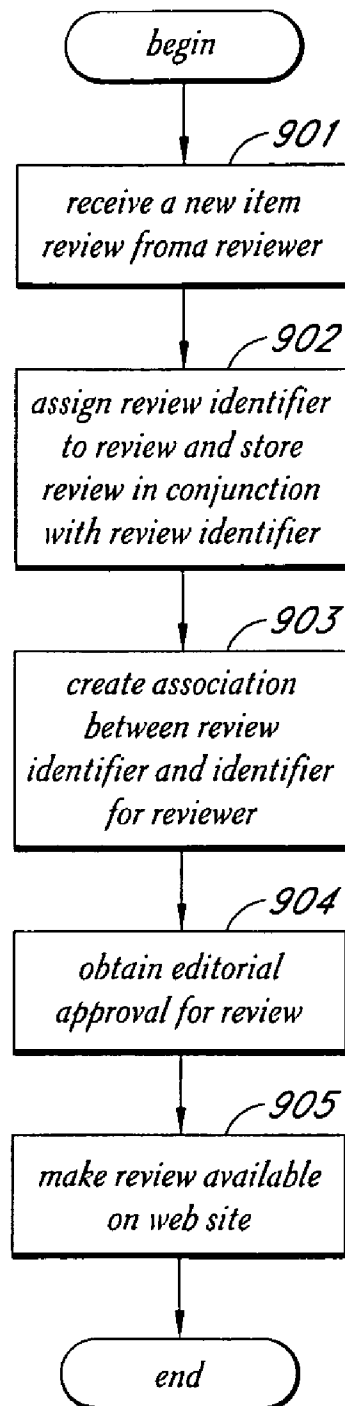 begin
901
receive a new item
review froma reviewer
902
assign review identifier
to review and store
review in conjunction
with review identifier
903
create association
between review
identifier and identifier
for reviewer
904
obtain editorial
approval for review
905
make review available
on web site
end